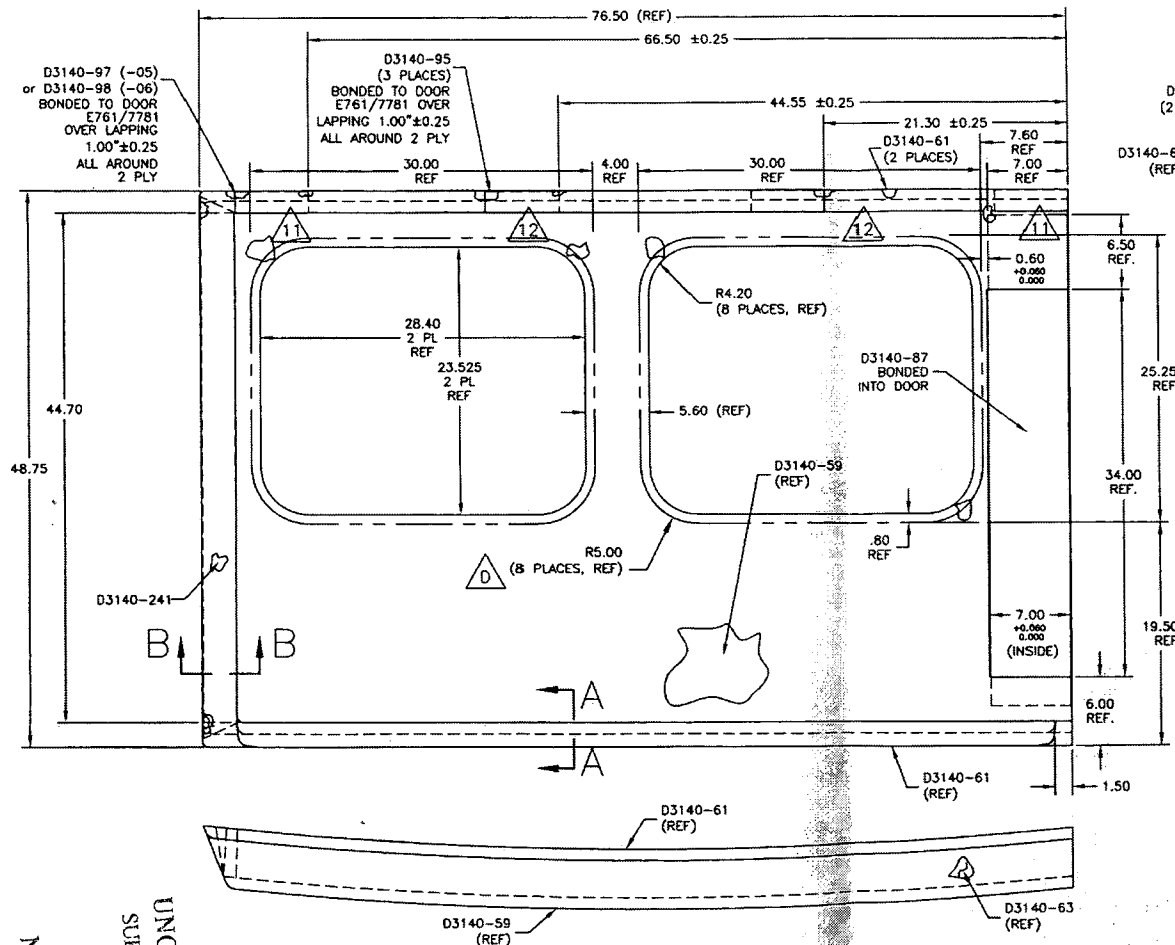 76.50 (REF)
66.50 ±0.25
D3140-97 (-05)
or D3140-98 (-06)
BONDED TO DOOR
E761/7781
OVER LAPPING
1.00"±0.25
ALL AROUND
2 PLY
D3140-95
(3 PLACES)
BONDED TO DOOR
E761/7781 OVER
LAPPING 1.00"±0.25
ALL AROUND 2 PLY
44.55 ±0.25
21.30 ±0.25
D3140-61
(2 PLACES)
7.60
REF
7.00
REF
D
(2
D3140-6
(REF
30.00
REF
4.00
REF
30.00
REF
11
12
12
11
6.50
REF.
0.60
+0.060
0.000
R4.20
(8 PLACES, REF)
28.40
2 PL
REF
23.525
2 PL
REF
D3140-87
BONDED
INTO DOOR
25.25
REF
44.70
48.75
5.60 (REF)
34.00
REF.
D3140-59
(REF)
.80
REF
R5.00
(8 PLACES, REF)
D
D3140-241
7.00
+0.060
0.000
(INSIDE)
19.50
REF
B
B
A
A
6.00
REF.
D3140-61
(REF)
1.50
D3140-61
(REF)
D3140-59
(REF)
D3140-63
(REF)
UNC
SU
N